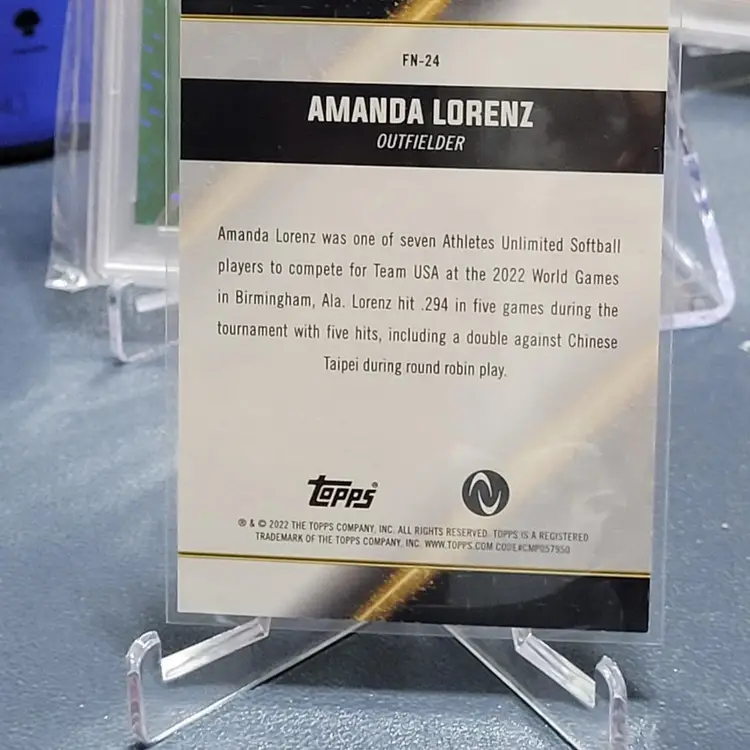 FN-24
AMANDA LORENZ
OUTFIELDER
Amanda Lorenz was one of seven Athletes Unlimited Softball
players to compete for Team USA at the 2022 World Games
in Birmingham, Ala. Lorenz hit .294 in five games during the
tournament with five hits, including a double against Chinese
Taipei during round robin play.
topps®
® & © 2022 THE TOPPS COMPANY, INC. ALL RIGHTS RESERVED. TOPPS IS A REGISTERED
TRADEMARK OF THE TOPPS COMPANY, INC. WWW.TOPPS.COM CODE#CMP057950